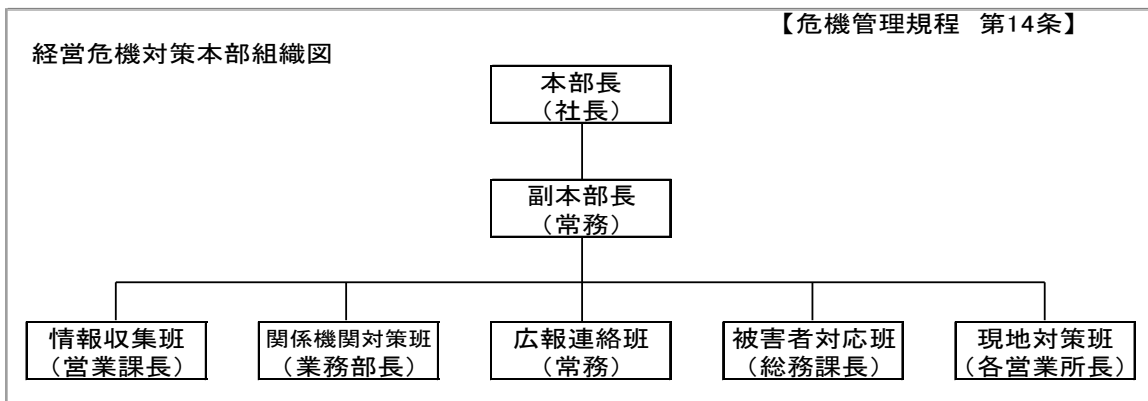 【危機管理規程 第14条】
経営危機対策本部組織図
本部長
(社長)
副本部長
(常務)
情報収集班
(営業課長)
関係機関対策班
(業務部長)
広報連絡班
(常務)
被害者対応班
(総務課長)
現地対策班
(各営業所長)